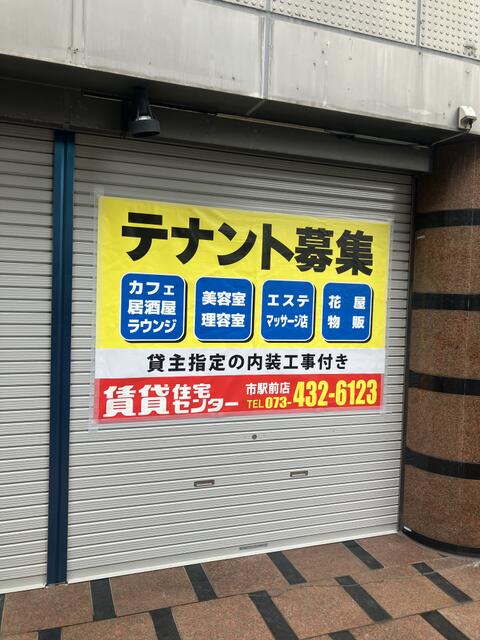 テナント募集
カフェ
居酒屋
ラウンジ
美容室
理容室
エステ
マッサージ店
花屋
物販
貸主指定の内装工事付き
賃貸住宅センター 市駅前店
TEL073-432-6123